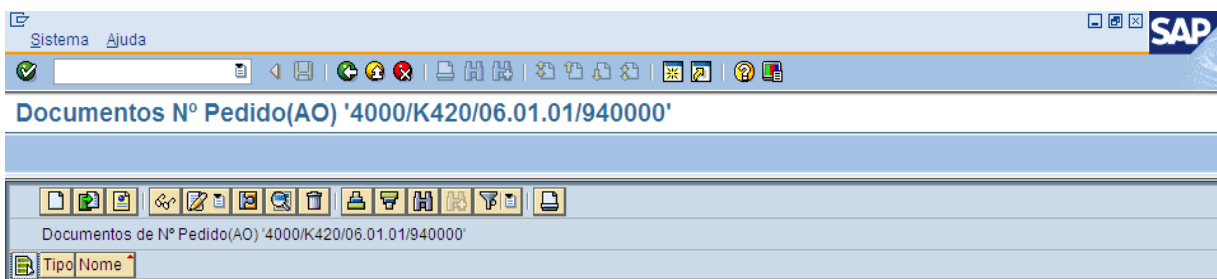 Sistema Ajuda
SAP
Documentos Nº Pedido(AO) '4000/K420/06.01.01/940000'
Documentos de Nº Pedido(AO) '4000/K420/06.01.01/940000'
Tipo Nome